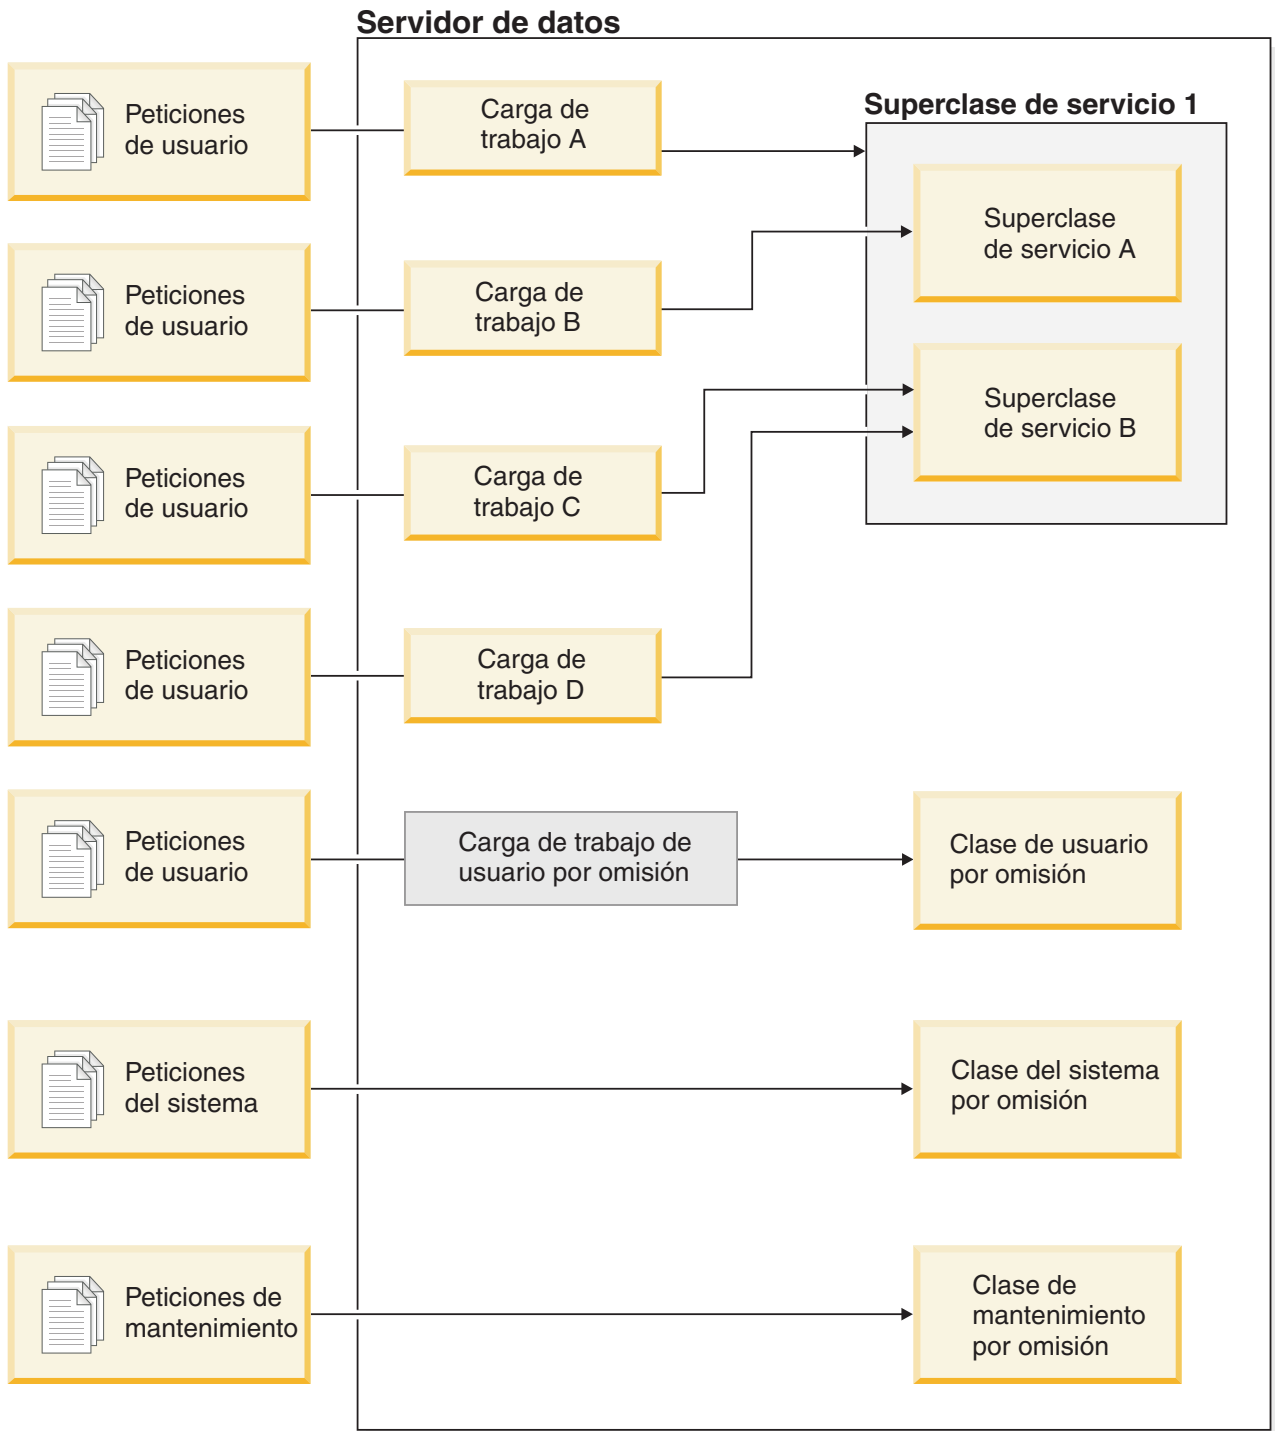 Servidor de datos
Peticiones
de usuario
Carga de
trabajo A
Superclase de servicio 1
Superclase
de servicio A
Peticiones
de usuario
Carga de
trabajo B
Superclase
de servicio B
Peticiones
de usuario
Carga de
trabajo C
Peticiones
de usuario
Carga de
trabajo D
Peticiones
de usuario
Carga de trabajo de
usuario por omisión
Clase de usuario
por omisión
Peticiones
del sistema
Clase del sistema
por omisión
Peticiones de
mantenimiento
Clase de
mantenimiento
por omisión